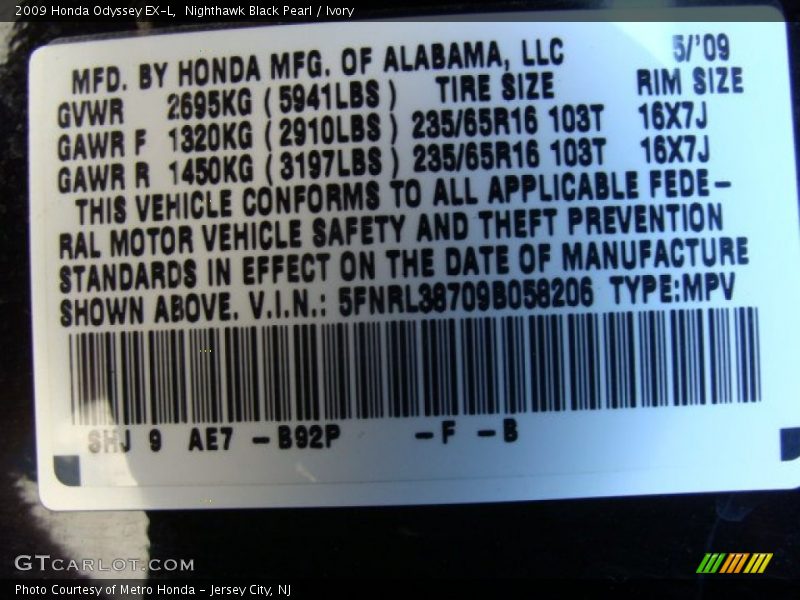 2009 Honda Odyssey EX-L,  Nighthawk Black Pearl / Ivory
5/'09
MFD. BY HONDA MFG. OF ALABAMA, LLC
GVWR 2695KG (5941LBS) TIRE SIZE RIM SIZE
GAWR F 1320KG (2910LBS) 235/65R16 103T 16X7J
GAWR R 1450KG (3197LBS) 235/65R16 103T 16X7J
THIS VEHICLE CONFORMS TO ALL APPLICABLE FEDE-
RAL MOTOR VEHICLE SAFETY AND THEFT PREVENTION
STANDARDS IN EFFECT ON THE DATE OF MANUFACTURE
SHOWN ABOVE. V.I.N.: 5FNRL38709B058206 TYPE:MPV
SHJ 9 AE7 -B92P -F -B
GTCARLOT.COM
Photo Courtesy of Metro Honda - Jersey City, NJ